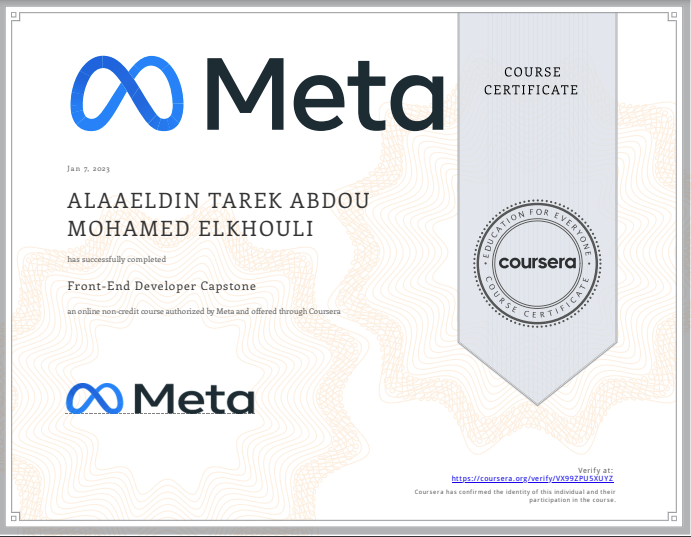 Meta
COURSE
CERTIFICATE
Jan 7, 2023
ALAAELDIN TAREK ABDOU
MOHAMED ELKHOULI
has successfully completed
Front-End Developer Capstone
an online non-credit course authorized by Meta and offered through Coursera
EDUCATION FOR EVERYONE
coursera
COURSE CERTIFICATE
Meta
Verify at:
https://coursera.org/verify/VX99ZPU5XUYZ
Coursera has confirmed the identity of this individual and their
participation in the course.